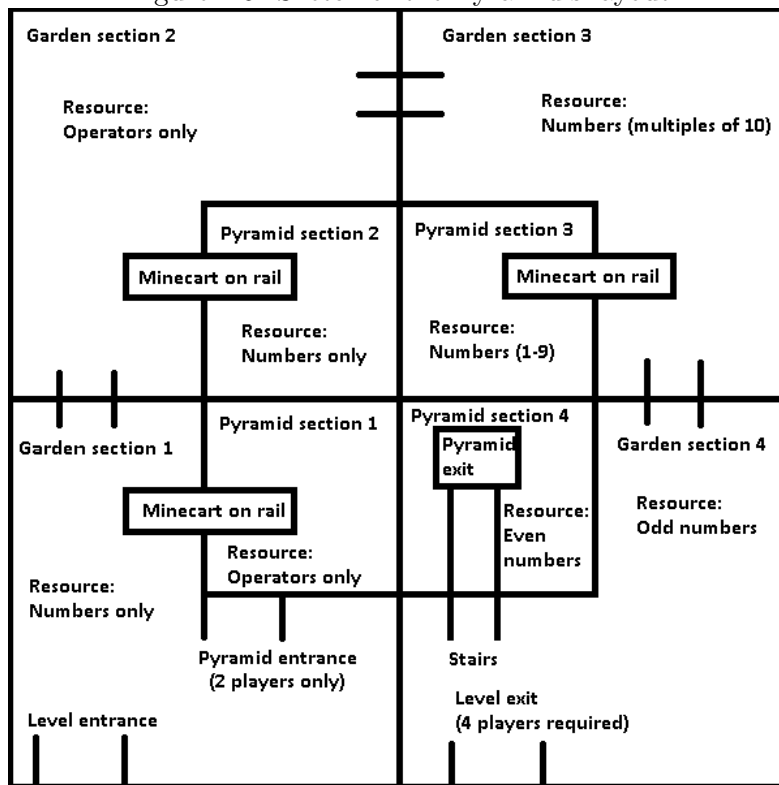 Garden section 2
Garden section 3
Resource:
Operators only
Resource:
Numbers (multiples of 10)
Pyramid section 2
Pyramid section 3
Minecart on rail
Minecart on rail
Resource:
Numbers only
Resource:
Numbers (1-9)
Garden section 1
Pyramid section 1
Pyramid section 4
Garden section 4
Pyramid
exit
Minecart on rail
Resource:
Even
numbers
Resource:
Odd numbers
Resource:
Operators only
Resource:
Numbers only
Pyramid entrance
(2 players only)
Stairs
Level entrance
Level exit
(4 players required)